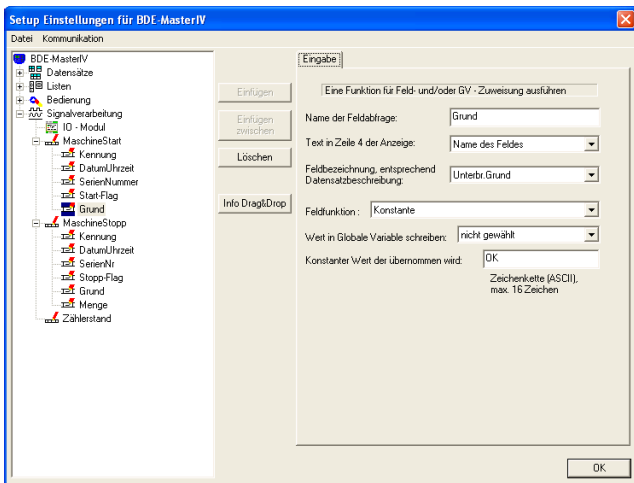 Setup Einstellungen für BDE-MasterIV
Datei Kommunikation
BDE-MasterIV
Datensätze
Listen
Bedienung
Signalverarbeitung
IO - Modul
MaschineStart
Kennung
DatumUhrzeit
SerienNummer
Start-Flag
Grund
MaschineStopp
Kennung
DatumUhrzeit
SerienNr
Stopp-Flag
Grund
Menge
Zählerstand
Einfügen
Einfügen
zwischen
Löschen
Info Drag&Drop
Eingabe
Eine Funktion für Feld- und/oder GV - Zuweisung ausführen
Name der Feldabfrage: Grund
Text in Zeile 4 der Anzeige: Name des Feldes
Feldbezeichnung, entsprechend
Datensatzbeschreibung: Unterbr.Grund
Feldfunktion : Konstante
Wert in Globale Variable schreiben: nicht gewählt
Konstanter Wert der übernommen wird: OK
Zeichenkette (ASCII),
max. 16 Zeichen
OK